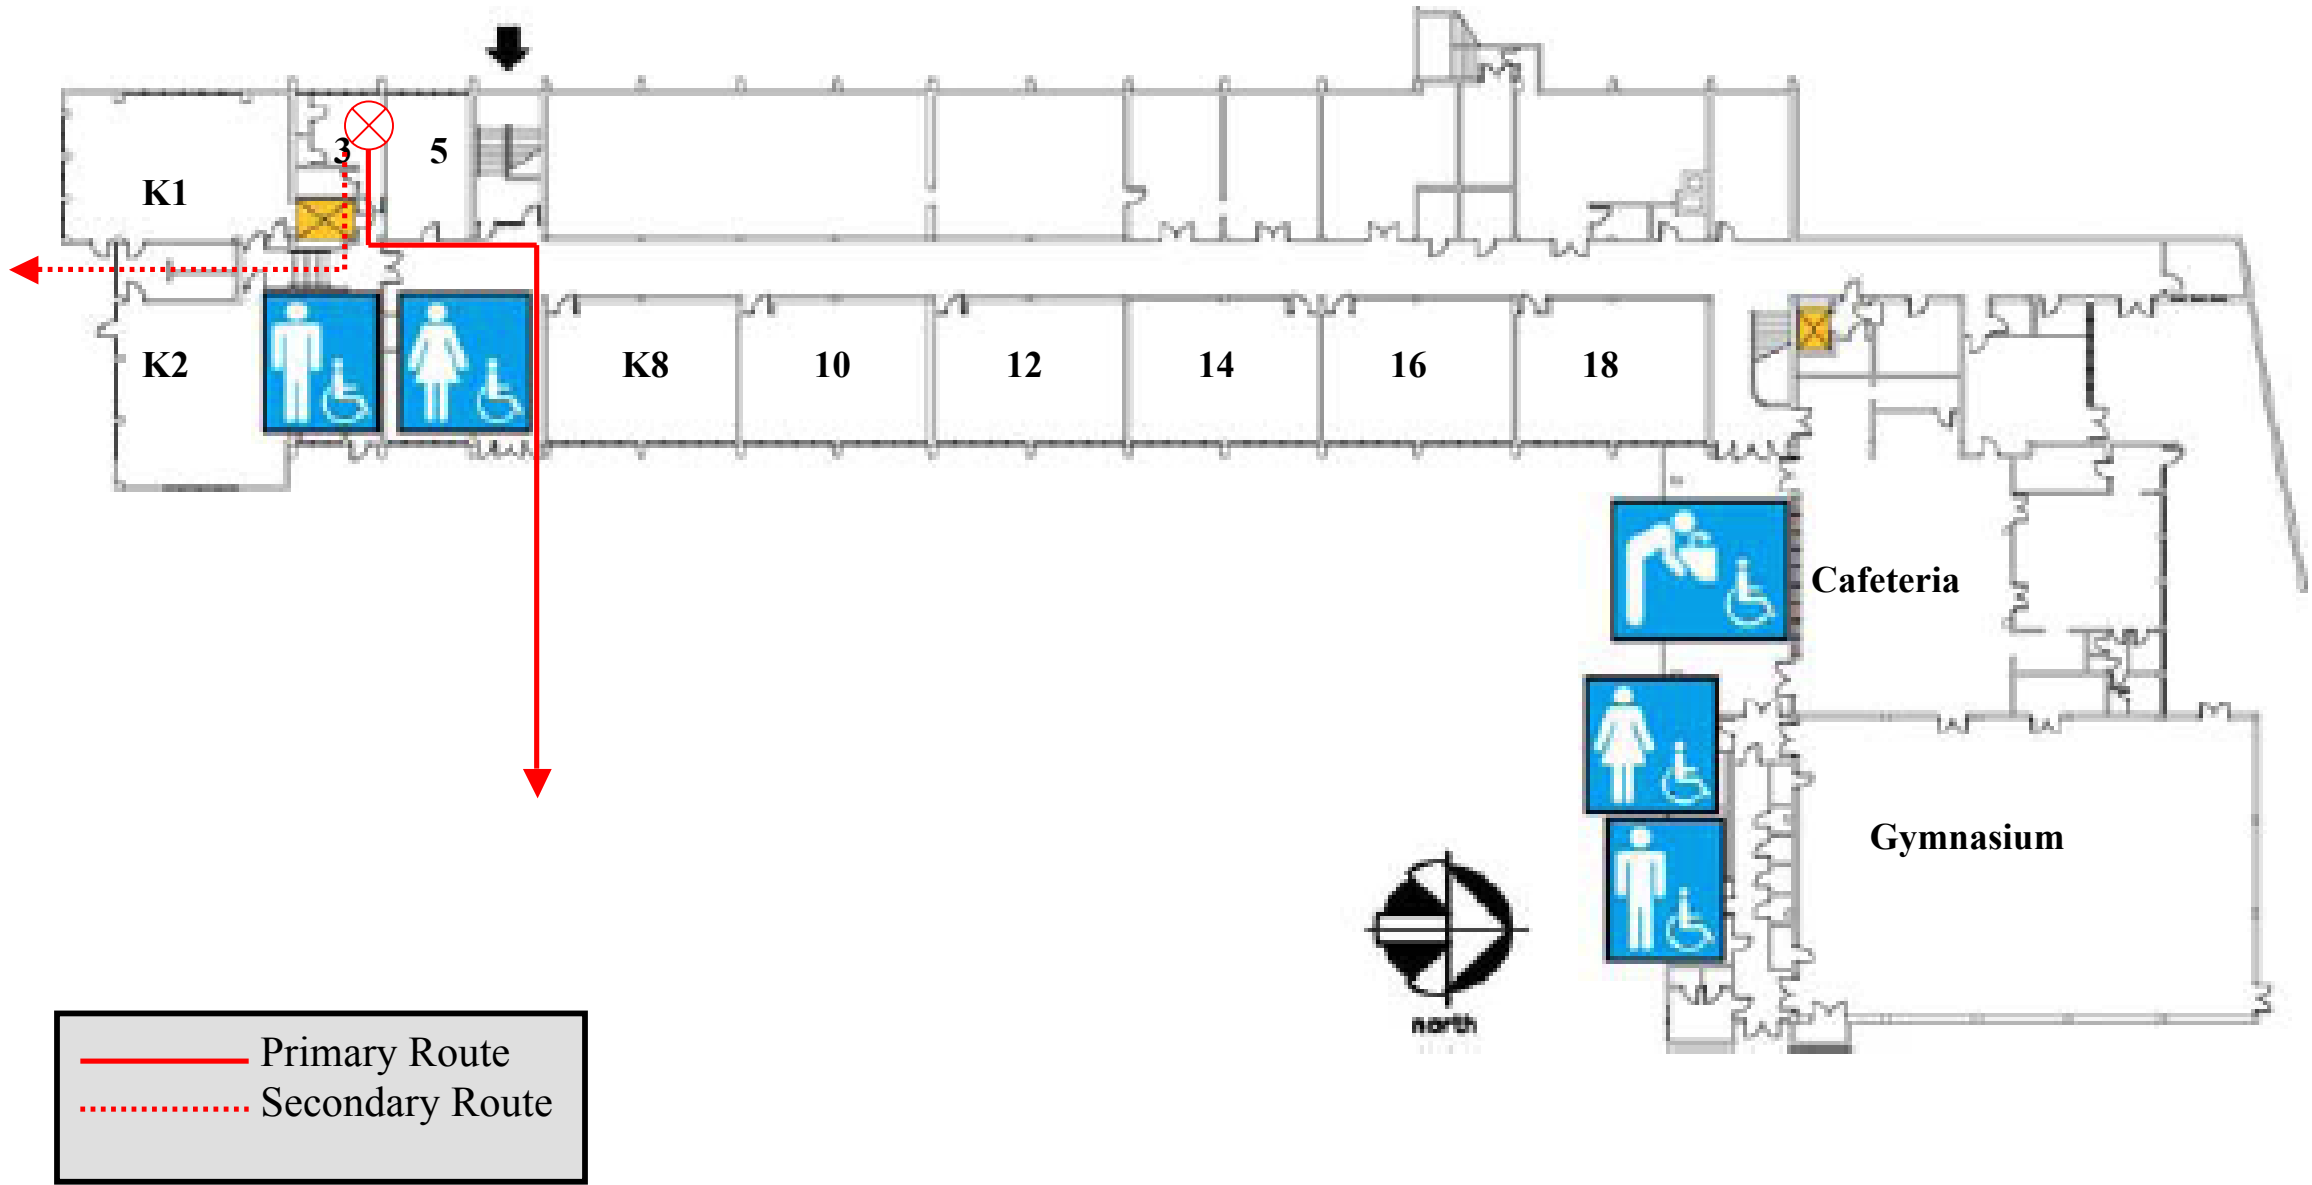 3
5
K1
K2
K8
10
12
14
16
18
Cafeteria
Gymnasium
north
Primary Route
Secondary Route